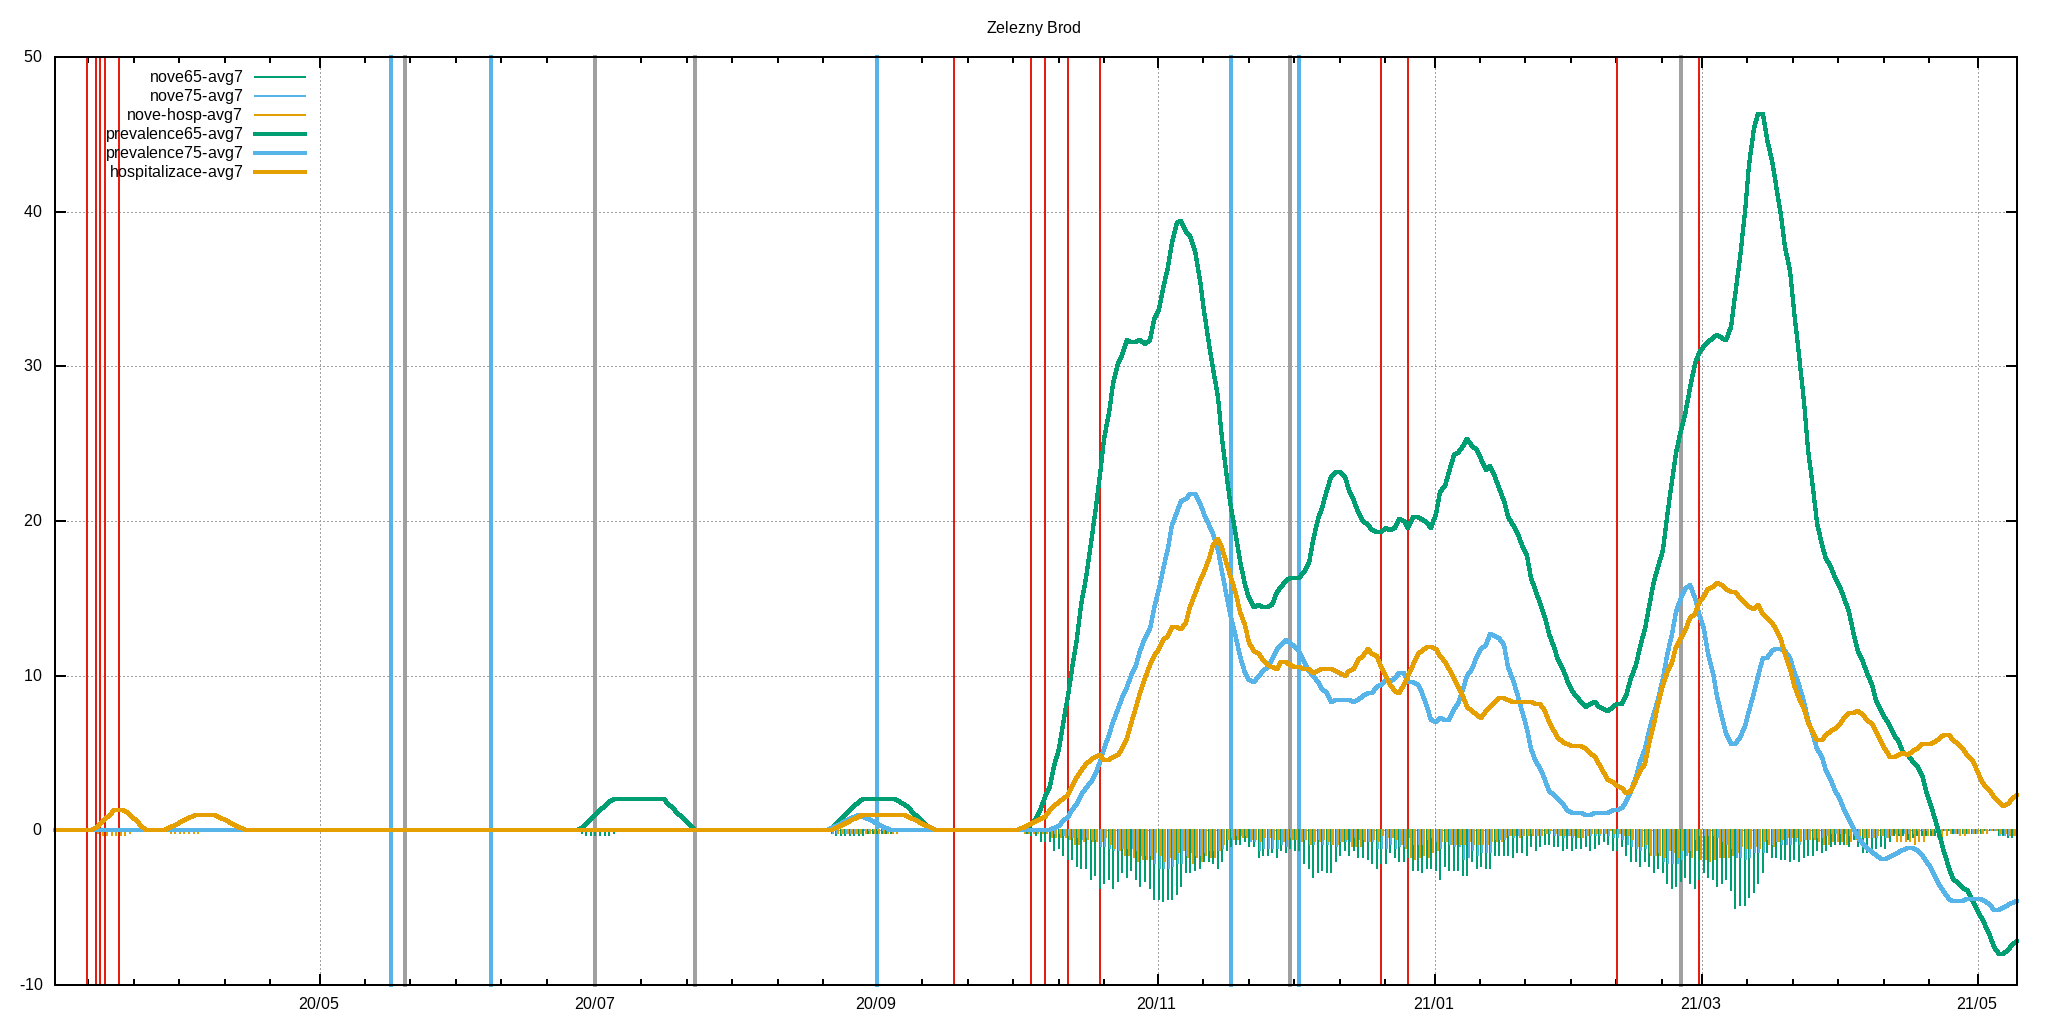 Zelezny Brod
50
nove65-avg7
nove75-avg7
nove-hosp-avg7
prevalence65-avg7
prevalence75-avg7
hospitalizace-avg7
40
30
20
10
0
-10
20/05 20/07 20/09 20/11 21/01 21/03 21/05